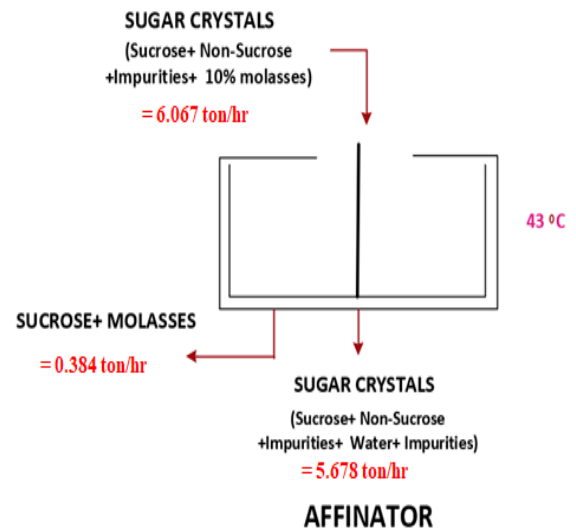 SUGAR CRYSTALS
(Sucrose+ Non-Sucrose
+Impurities+ 10% molasses)
= 6.067 ton/hr
43 ⁰C
SUCROSE+ MOLASSES
= 0.384 ton/hr
SUGAR CRYSTALS
(Sucrose+ Non-Sucrose
+Impurities+ Water+ Impurities)
= 5.678 ton/hr
AFFINATOR